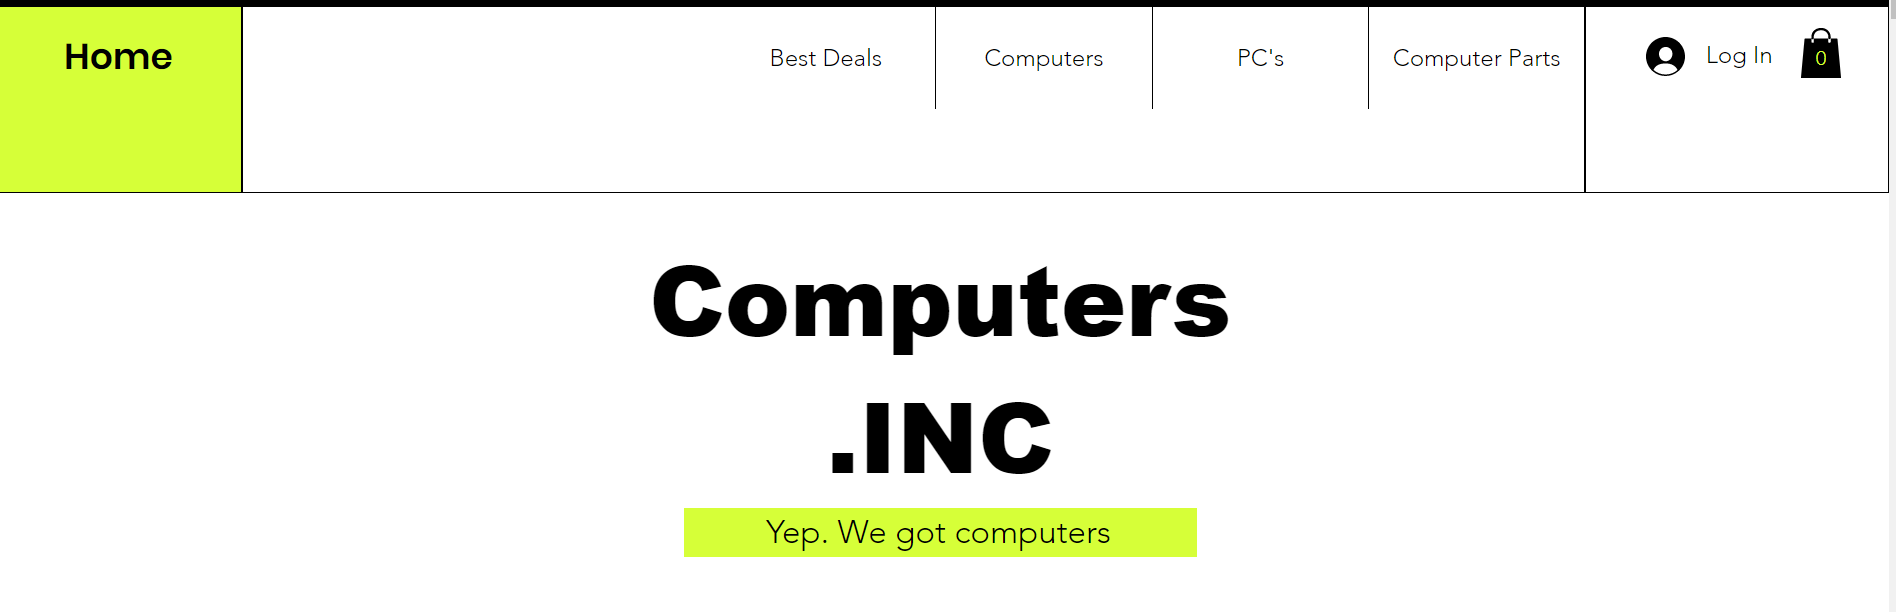 Home
Best Deals
Computers
PC's
Computer Parts
Log In
0
Computers
.INC
Yep. We got computers